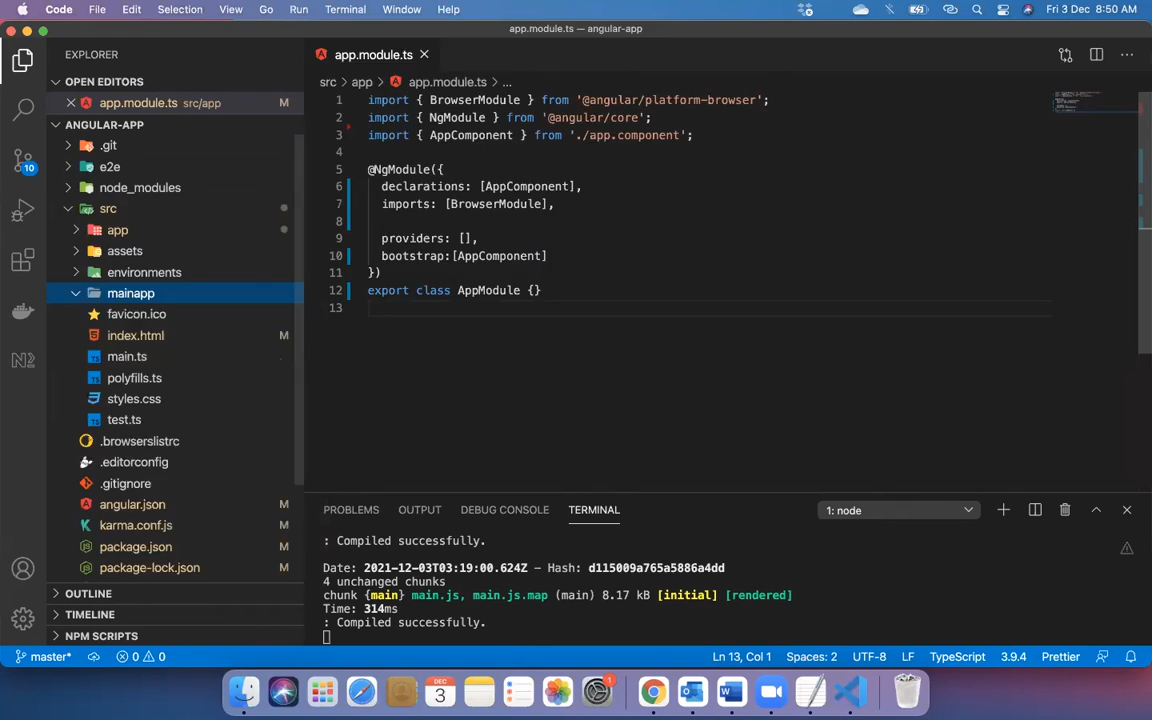 Code File Edit Selection View Go Run Terminal Window Help Fri 3 Dec 8:50 AM
app.module.ts — angular-app
EXPLORER
app.module.ts
OPEN EDITORS
app.module.ts src/app M
src app app.module.ts ...
ANGULAR-APP
.git
e2e
node_modules
src
app
assets
environments
mainapp
favicon.ico
index.html M
main.ts
polyfills.ts
styles.css
test.ts
.browserslistrc
.editorconfig
.gitignore
angular.json M
karma.conf.js M
package.json M
package-lock.json M
OUTLINE
TIMELINE
NPM SCRIPTS
10
1 import { BrowserModule } from '@angular/platform-browser';
2 import { NgModule } from '@angular/core';
3 import { AppComponent } from './app.component';
4
5 @NgModule({
6 declarations: [AppComponent],
7 imports: [BrowserModule],
8
9 providers: [],
10 bootstrap:[AppComponent]
11 })
12 export class AppModule {}
13
PROBLEMS OUTPUT DEBUG CONSOLE TERMINAL 1: node
: Compiled successfully.
Date: 2021-12-03T03:19:00.624Z – Hash: d115009a765a5886a4dd
4 unchanged chunks
chunk {main} main.js, main.js.map (main) 8.17 kB [initial] [rendered]
Time: 314ms
: Compiled successfully.
master* 0 0 Ln 13, Col 1 Spaces: 2 UTF-8 LF TypeScript 3.9.4 Prettier
DEC
3
1